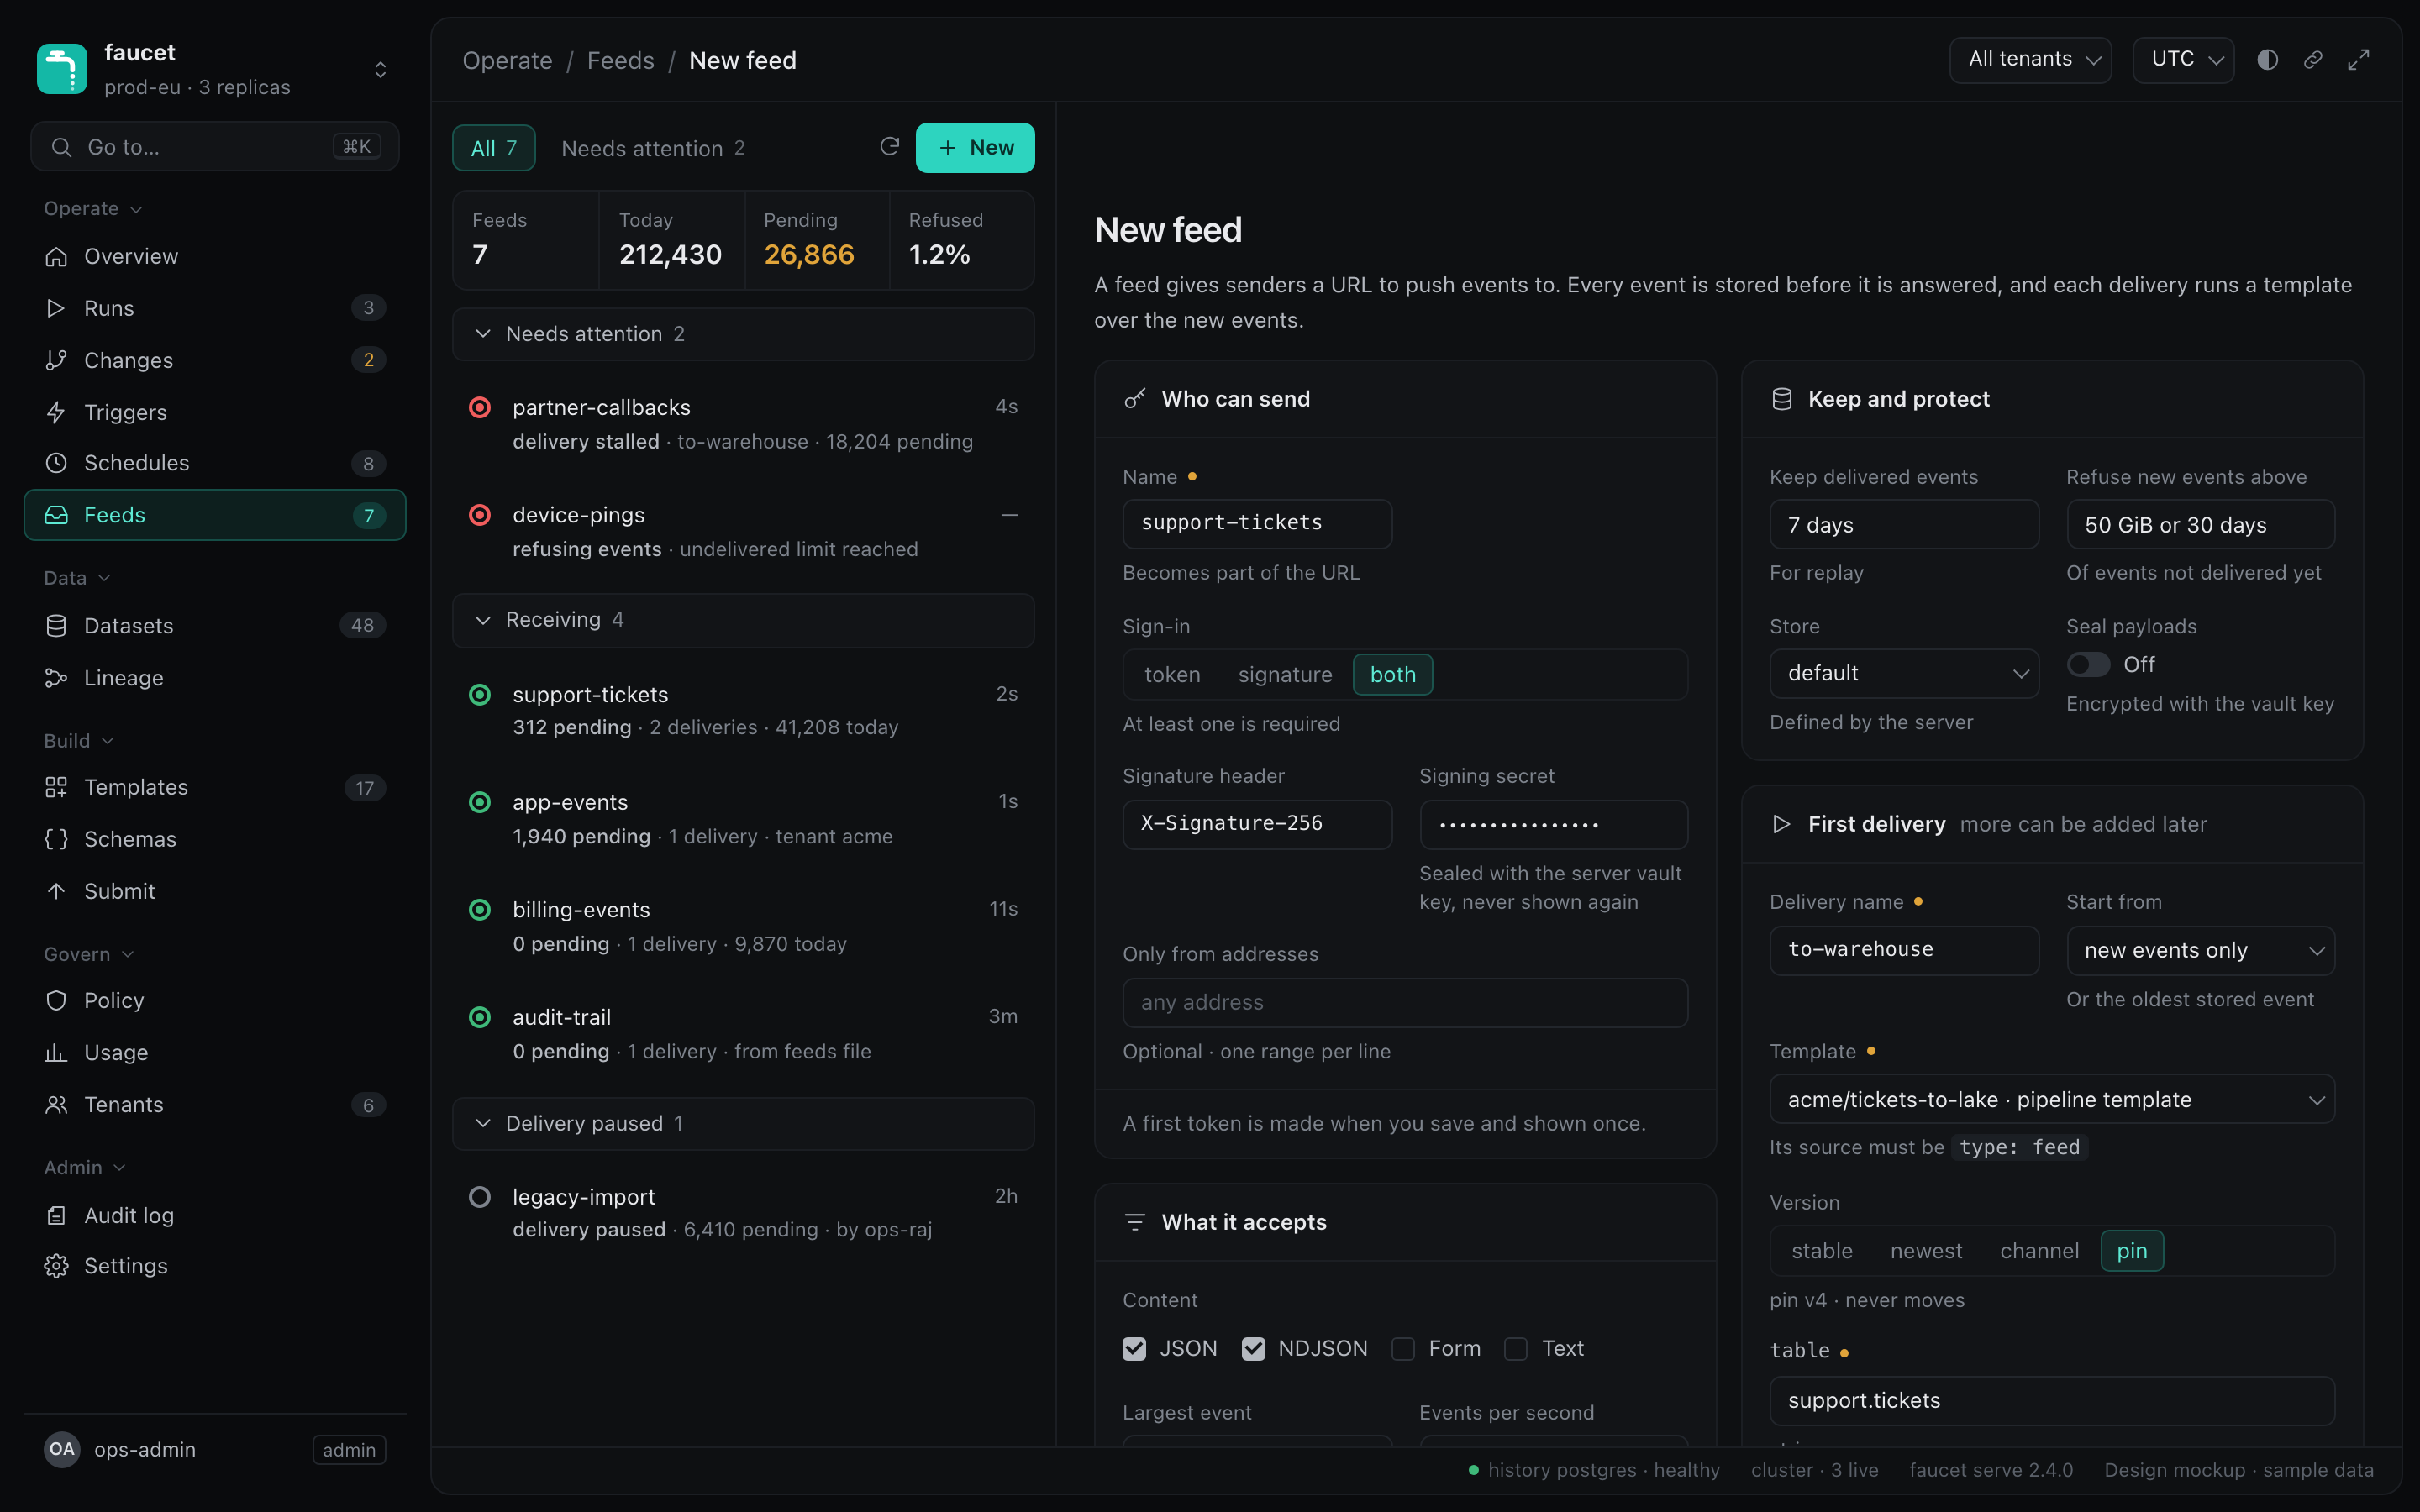 faucet
prod-eu · 3 replicas
Go to... ⌘K
Operate
Overview
Runs 3
Changes 2
Triggers
Schedules 8
Feeds 7
Data
Datasets 48
Lineage
Build
Templates 17
Schemas
Submit
Govern
Policy
Usage
Tenants 6
Admin
Audit log
Settings
OA ops-admin admin
Operate / Feeds / New feed
All tenants UTC
All 7 Needs attention 2 + New
Feeds Today Pending Refused
7 212,430 26,866 1.2%
Needs attention 2
partner-callbacks 4s
delivery stalled · to-warehouse · 18,204 pending
device-pings —
refusing events · undelivered limit reached
Receiving 4
support-tickets 2s
312 pending · 2 deliveries · 41,208 today
app-events 1s
1,940 pending · 1 delivery · tenant acme
billing-events 11s
0 pending · 1 delivery · 9,870 today
audit-trail 3m
0 pending · 1 delivery · from feeds file
Delivery paused 1
legacy-import 2h
delivery paused · 6,410 pending · by ops-raj
New feed
A feed gives senders a URL to push events to. Every event is stored before it is answered, and each delivery runs a template
over the new events.
Who can send
Name
support-tickets
Becomes part of the URL
Sign-in
token signature both
At least one is required
Signature header Signing secret
X-Signature-256 ••••••••••••••••
Sealed with the server vault
key, never shown again
Only from addresses
any address
Optional · one range per line
A first token is made when you save and shown once.
What it accepts
Content
JSON NDJSON Form Text
Largest event Events per second
Keep and protect
Keep delivered events Refuse new events above
7 days 50 GiB or 30 days
For replay Of events not delivered yet
Store Seal payloads
default Off
Defined by the server Encrypted with the vault key
First delivery more can be added later
Delivery name Start from
to-warehouse new events only
Or the oldest stored event
Template
acme/tickets-to-lake · pipeline template
Its source must be type: feed
Version
stable newest channel pin
pin v4 · never moves
table
support.tickets
history postgres · healthy cluster · 3 live faucet serve 2.4.0 Design mockup · sample data